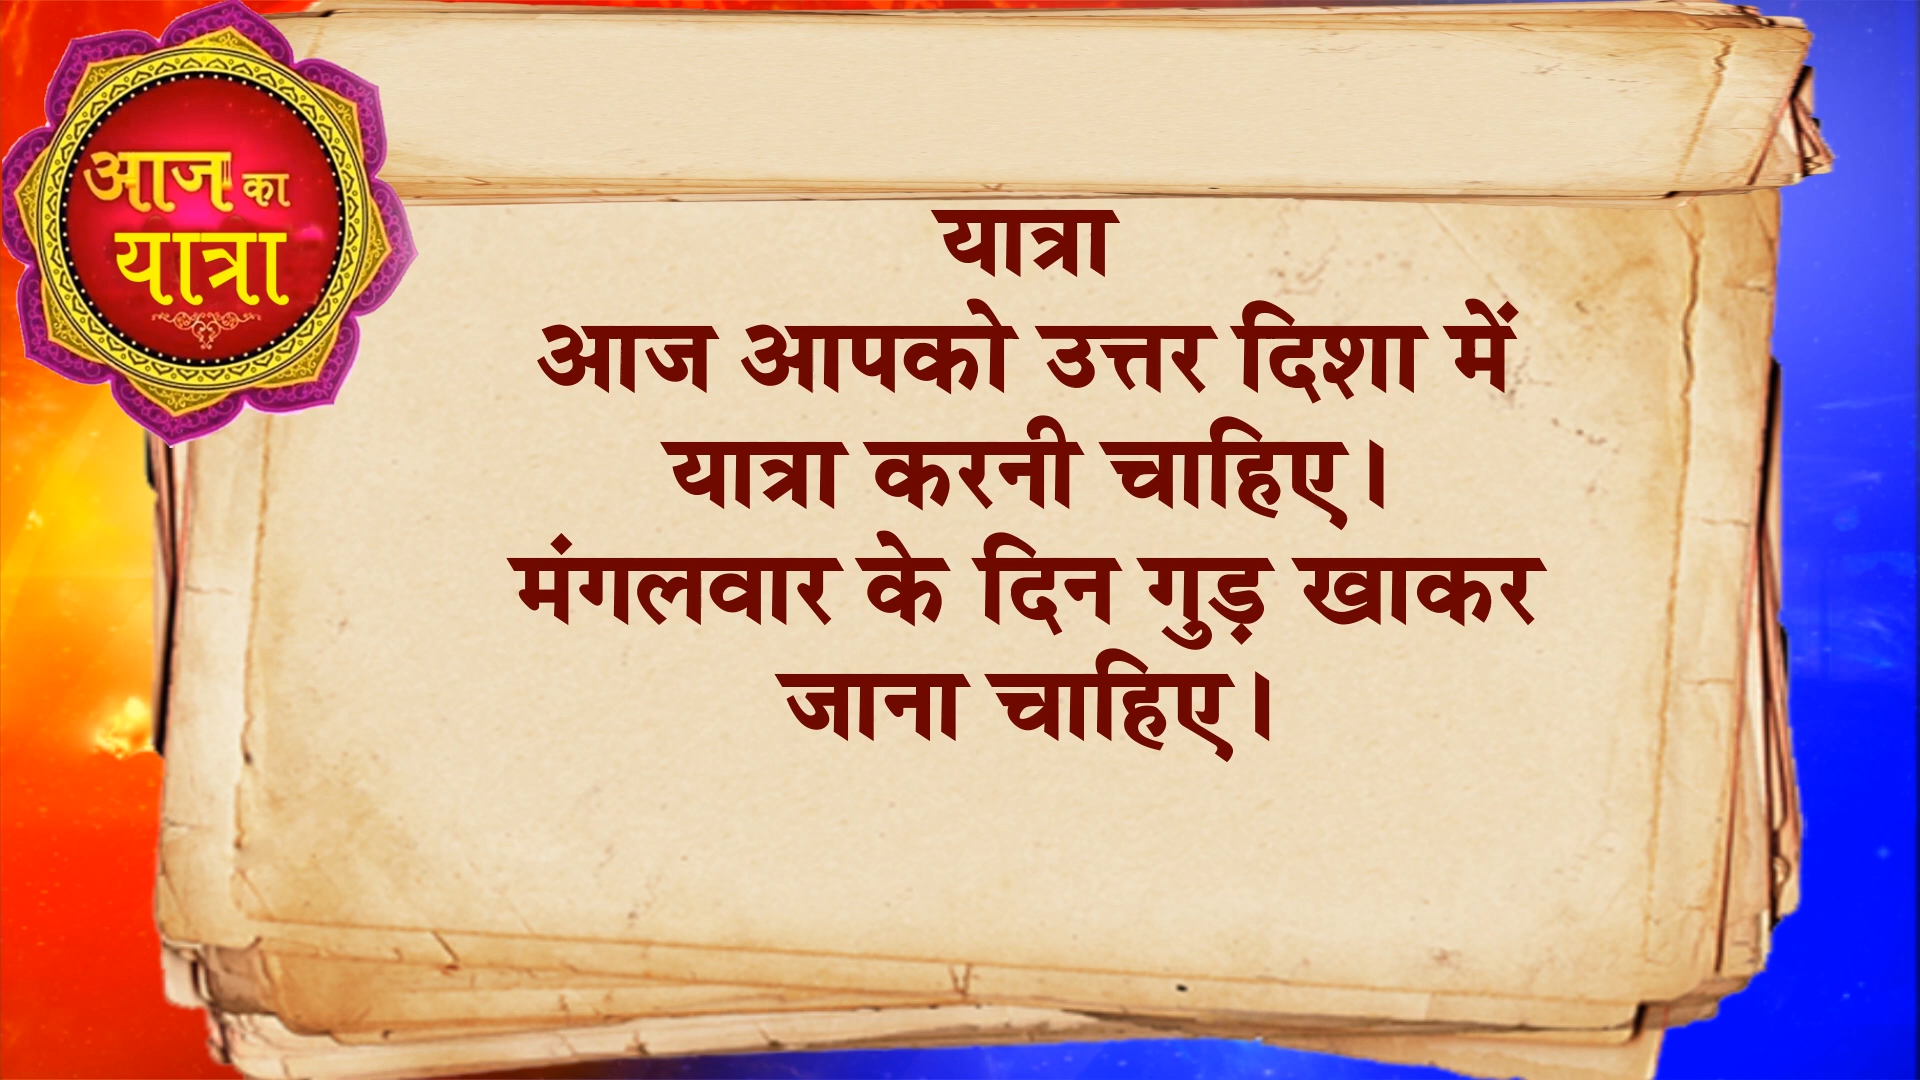 आज का
यात्रा
यात्रा
आज आपको उत्तर दिशा में
यात्रा करनी चाहिए।
मंगलवार के दिन गुड़ खाकर
जाना चाहिए।